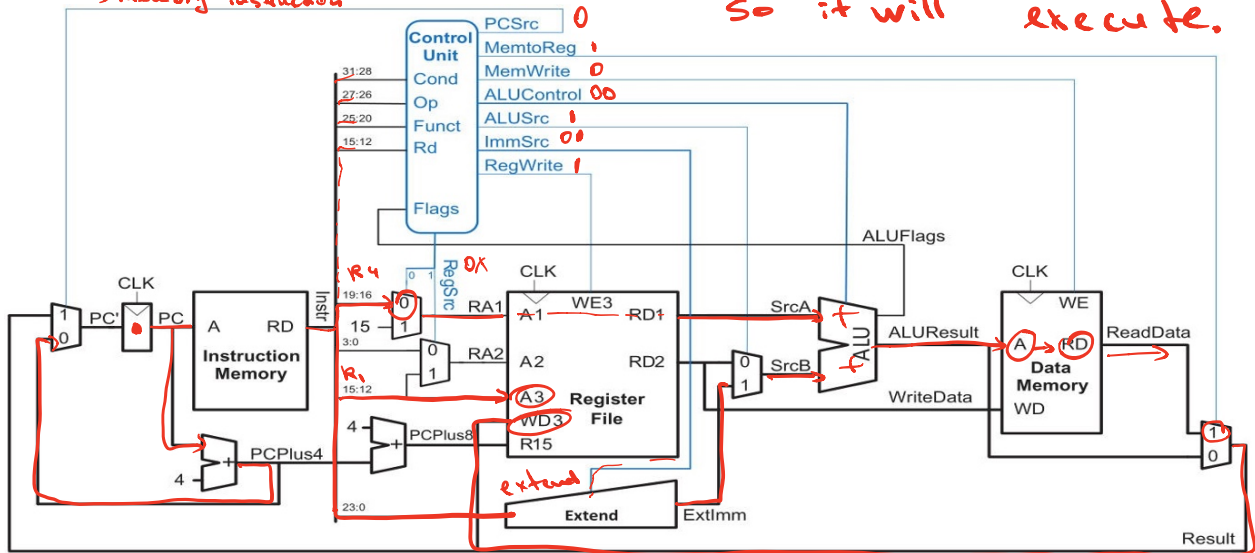 Memory instruction
so it will execute.
PCSrc 0
Control Unit
MemtoReg 1
31:28 Cond MemWrite 0
27:26 Op ALUControl 00
25:20 Funct ALUSrc 1
15:12 Rd ImmSrc 01
RegWrite 1
Flags
ALUFlags
CLK R4 0 1 RegSrc 0X CLK CLK
19:16 0 WE3 WE
1 PC' PC A RD Instr 15 1 RA1 A1 RD1 SrcA + ALUResult A RD ReadData
0 Instruction Memory 3:0 0 RA2 A2 RD2 0 SrcB + ALU Data Memory
R1 1 1
15:12 A3 Register File WriteData WD
4 WD3 1
+ PCPlus4 + PCPlus8 R15 0
4
extend
23:0 Extend ExtImm
Result